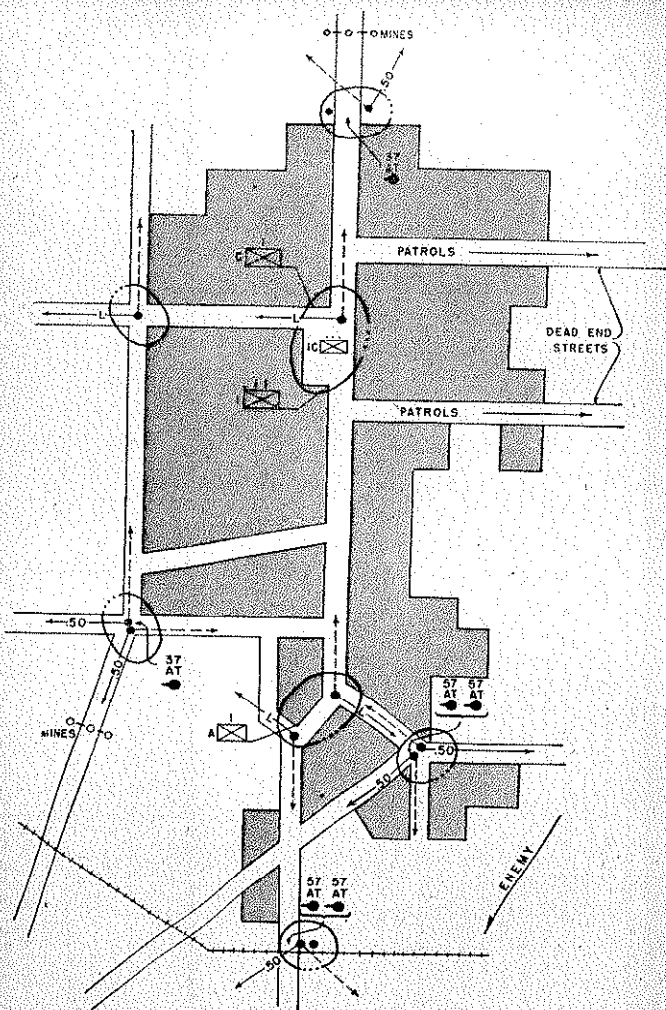 MINES
.50
37
AT
C
PATROLS
L
L
IC
DEAD END
STREETS
PATROLS
.50
37
AT
.50
MINES
57 57
AT AT
L
A
.50
.50
ENEMY
57 57
AT AT
.50